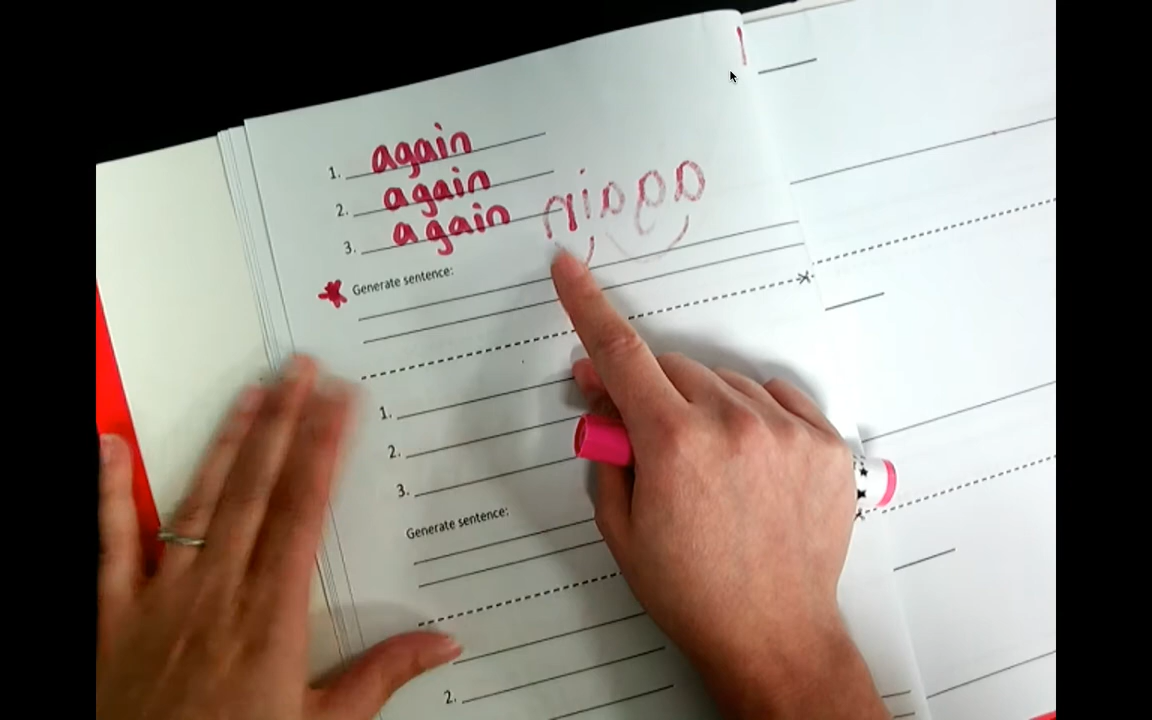 1. again
2. again
3. again
Generate sentence:
1.
2.
3.
Generate sentence:
2.